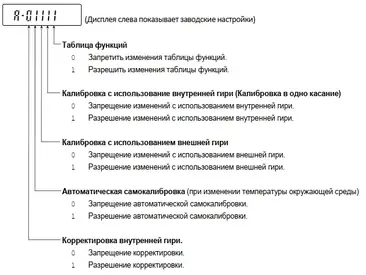 A-01111 (Дисплея слева показывает заводские настройки)
Таблица функций
0 Запретить изменения таблицы функций.
1 Разрешить изменения таблицы функций.
Калибровка с использование внутренней гири (Калибровка в одно касание)
0 Запрещение изменений с использованием внутренней гири.
1 Разрешение изменений с использованием внутренней гири.
Калибровка с использованием внешней гири
0 Запрещение изменений с использованием внешней гири.
1 Разрешение изменений с использованием внешней гири.
Автоматическая самокалибровка (при изменении температуры окружающей среды)
0 Запрещение автоматической самокалибровки.
1 Разрешение автоматической самокалибровки.
Корректировка внутренней гири.
0 Запрещение корректировки.
1 Разрешение корректировки.